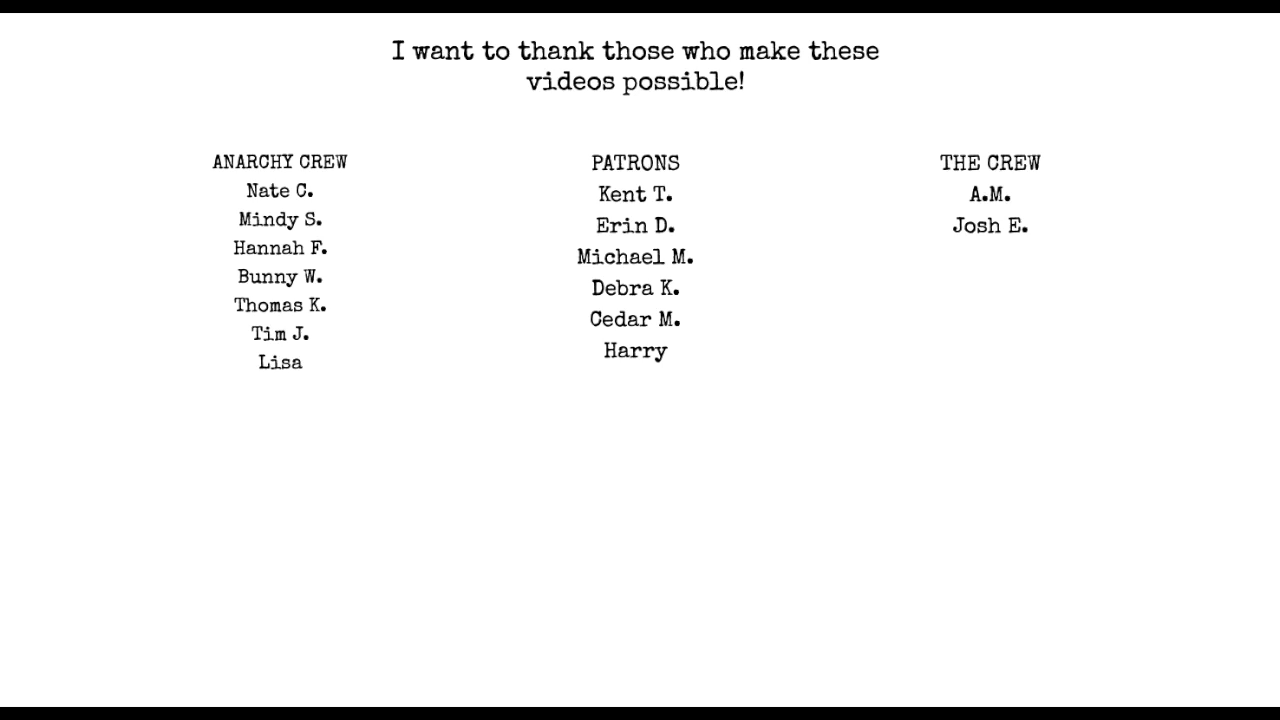 I want to thank those who make these
videos possible!
ANARCHY CREW
Nate C.
Mindy S.
Hannah F.
Bunny W.
Thomas K.
Tim J.
Lisa
PATRONS
Kent T.
Erin D.
Michael M.
Debra K.
Cedar M.
Harry
THE CREW
A.M.
Josh E.